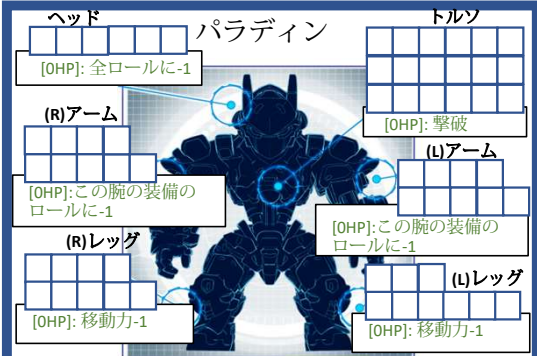 ヘッド
パラディン
トルソ
[0HP]: 全ロールに-1
(R)アーム
[0HP]: 撃破
(L)アーム
[0HP]:この腕の装備の
ロールに-1
[0HP]:この腕の装備の
ロールに-1
(R)レッグ
(L)レッグ
[0HP]: 移動力-1
[0HP]: 移動力-1